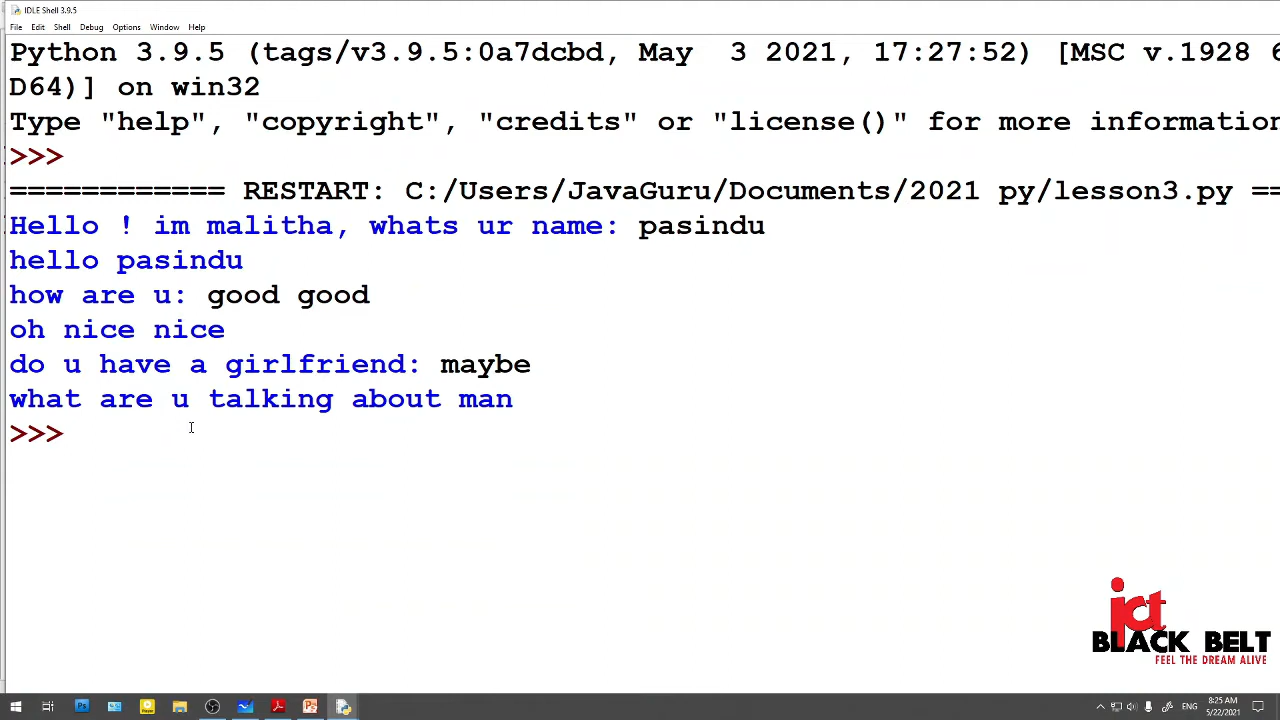 IDLE Shell 3.9.5
File Edit Shell Debug Options Window Help
Python 3.9.5 (tags/v3.9.5:0a7dcbd, May  3 2021, 17:27:52) [MSC v.1928 6
D64)] on win32
Type "help", "copyright", "credits" or "license()" for more information
>>>
============ RESTART: C:/Users/JavaGuru/Documents/2021 py/lesson3.py ==
Hello ! im malitha, whats ur name: pasindu
hello pasindu
how are u: good good
oh nice nice
do u have a girlfriend: maybe
what are u talking about man
>>>
ict
BLACK BELT
FEEL THE DREAM ALIVE
ENG
8:25 AM
5/22/2021